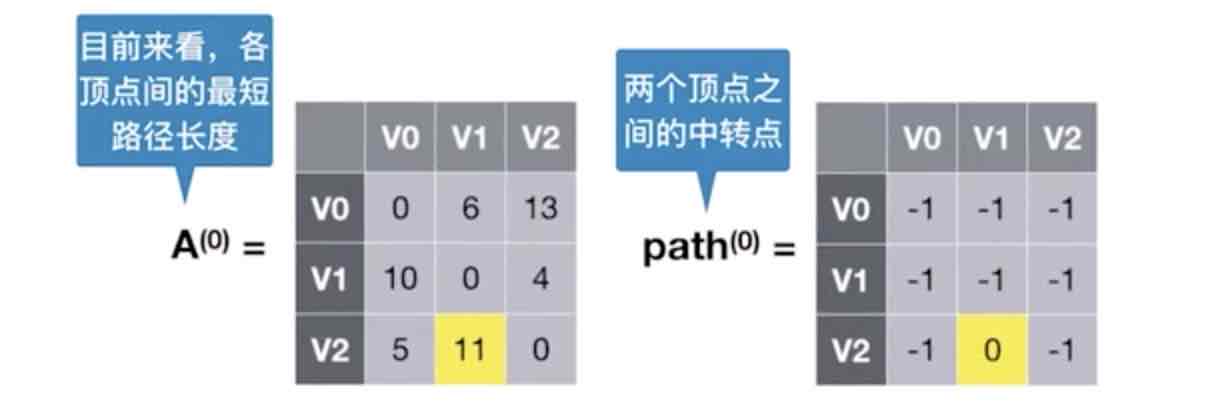 目前来看，各
顶点间的最短
路径长度
A(0) =
V0 V1 V2
V0 0 6 13
V1 10 0 4
V2 5 11 0
两个顶点之
间的中转点
path(0) =
V0 V1 V2
V0 -1 -1 -1
V1 -1 -1 -1
V2 -1 0 -1